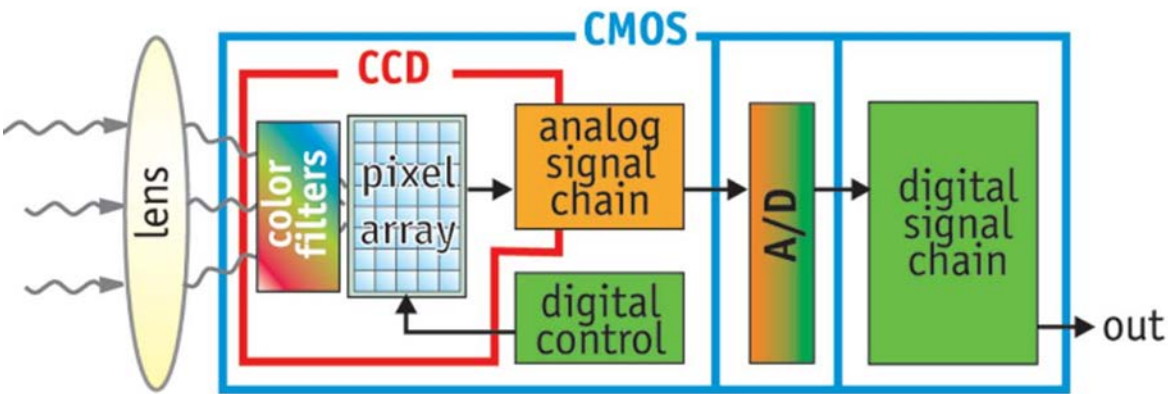 CMOS
CCD
lens
color
filters
pixel
array
analog
signal
chain
digital
control
A/D
digital
signal
chain
out